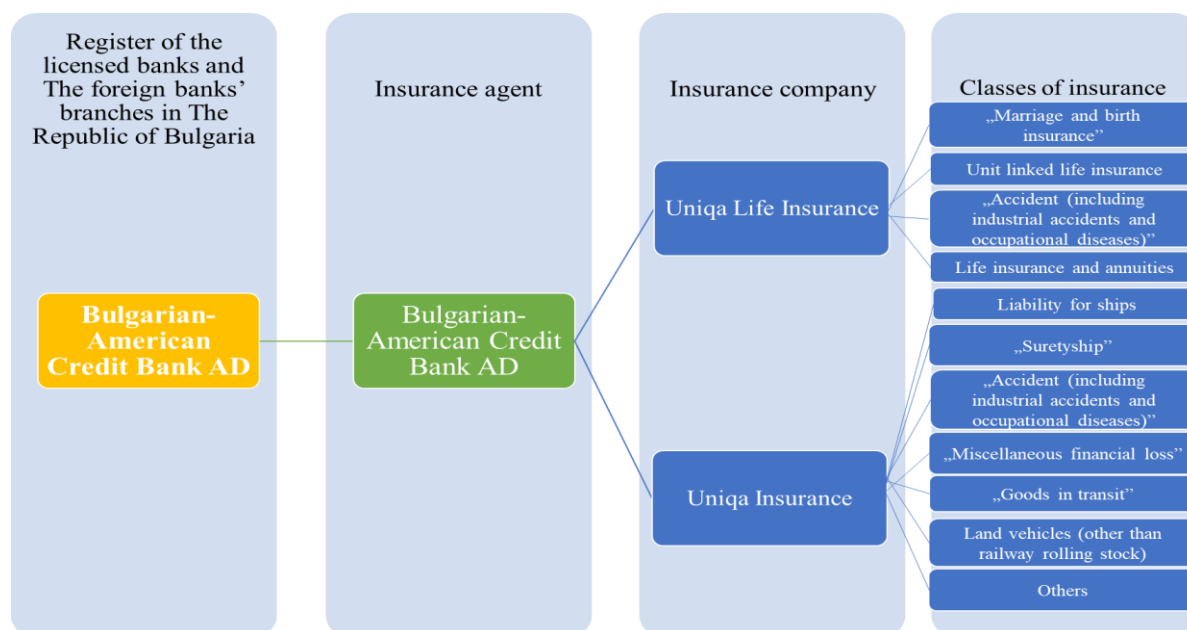 Register of the
licensed banks and
The foreign banks'
branches in The
Republic of Bulgaria
Bulgarian-
American
Credit Bank AD
Insurance agent
Bulgarian-
American Credit
Bank AD
Insurance company
Uniqa Life Insurance
Uniqa Insurance
Classes of insurance
„Marriage and birth
insurance”
Unit linked life insurance
„Accident (including
industrial accidents and
occupational diseases)”
Life insurance and annuities
Liability for ships
„Suretyship”
„Accident (including
industrial accidents and
occupational diseases)”
„Miscellaneous financial loss”
„Goods in transit”
Land vehicles (other than
railway rolling stock)
Others